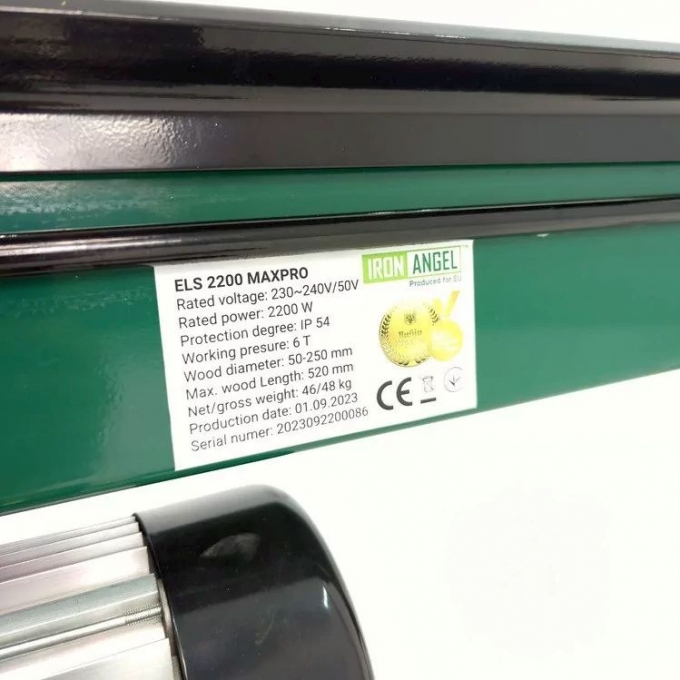 ELS 2200 MAXPRO
IRON ANGEL
Produced for EU
Rated voltage: 230~240V/50V
Rated power: 2200 W
Protection degree: IP 54
Working presure: 6 T
Wood diameter: 50-250 mm
Max. wood Length: 520 mm
Net/gross weight: 46/48 kg
Production date: 01.09.2023
Serial numer: 2023092200086
CE